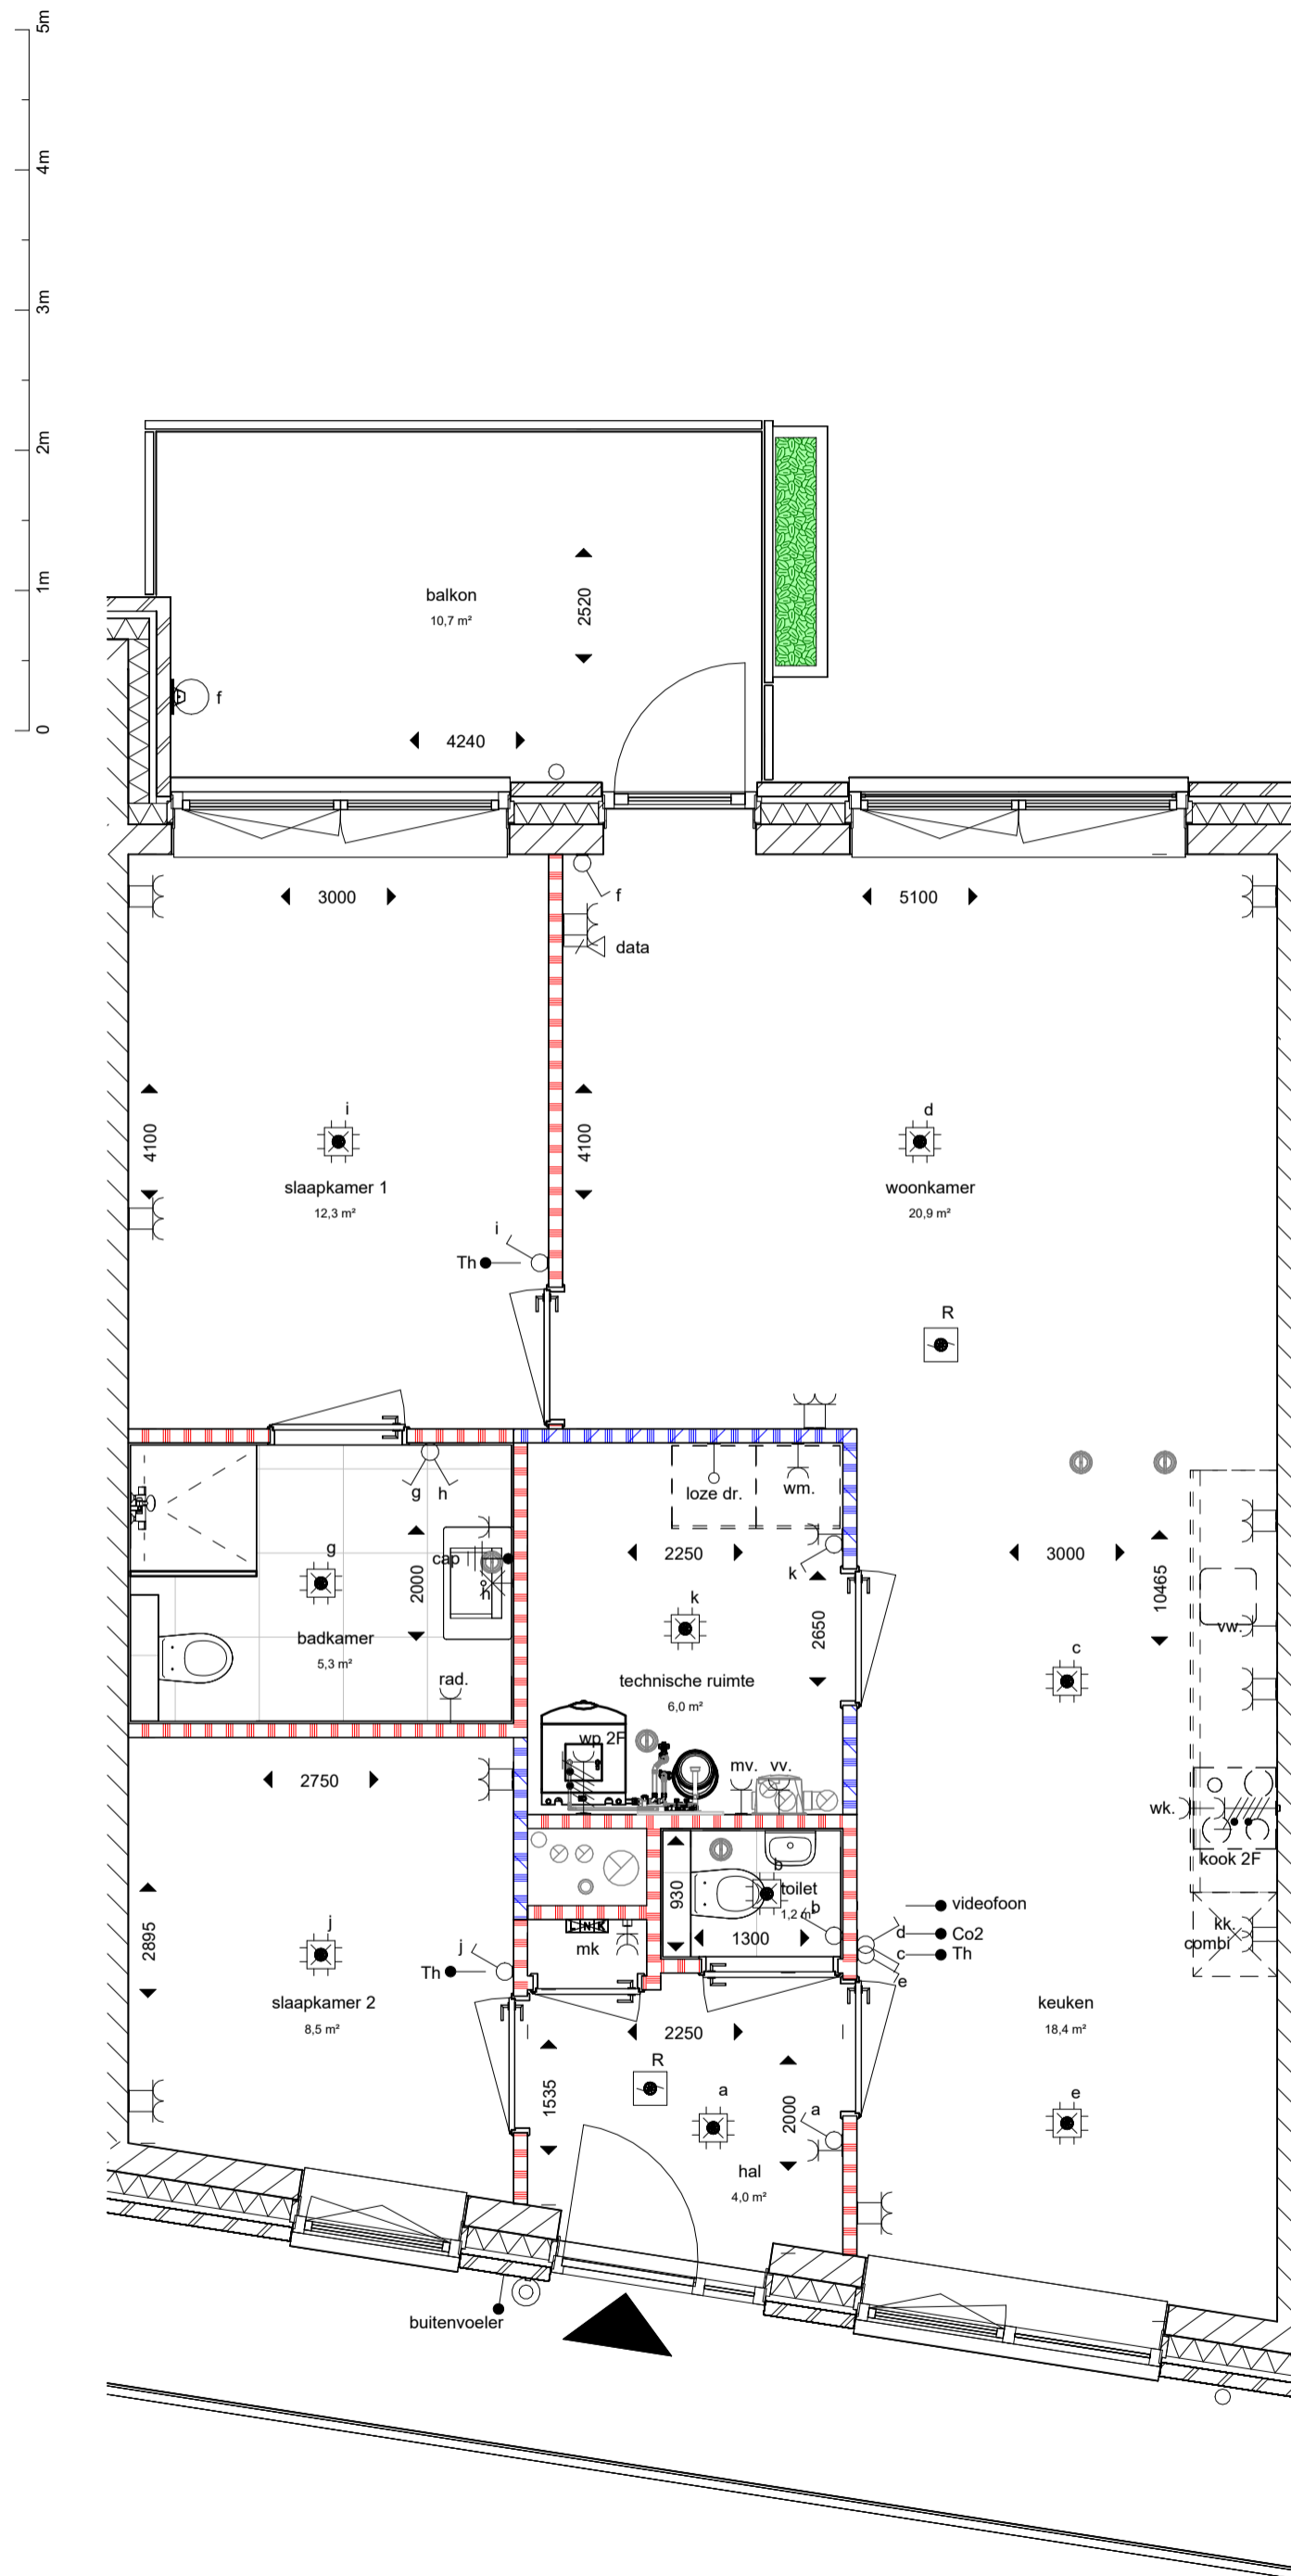 5m
4m
3m
2m
1m
0
balkon
10,7 m²
2520
f
4240
3000
5100
f
data
4100
i
slaapkamer 1
12,3 m²
4100
d
woonkamer
20,9 m²
i
Th
R
g
h
loze dr.
wm.
g
cap
2000
h
2250
k
3000
10465
badkamer
5,3 m²
k
2650
vw.
c
rad.
technische ruimte
6,0 m²
wp 2F
mv.
vv.
2750
wk.
kook 2F
b
toilet
1,2 m²
b
930
1300
videofoon
d
Co2
c
Th
e
kk.
combi
2895
j
j
Th
LINK
mk
slaapkamer 2
8,5 m²
keuken
18,4 m²
2250
R
1535
a
2000
a
e
hal
4,0 m²
buitenvoeler